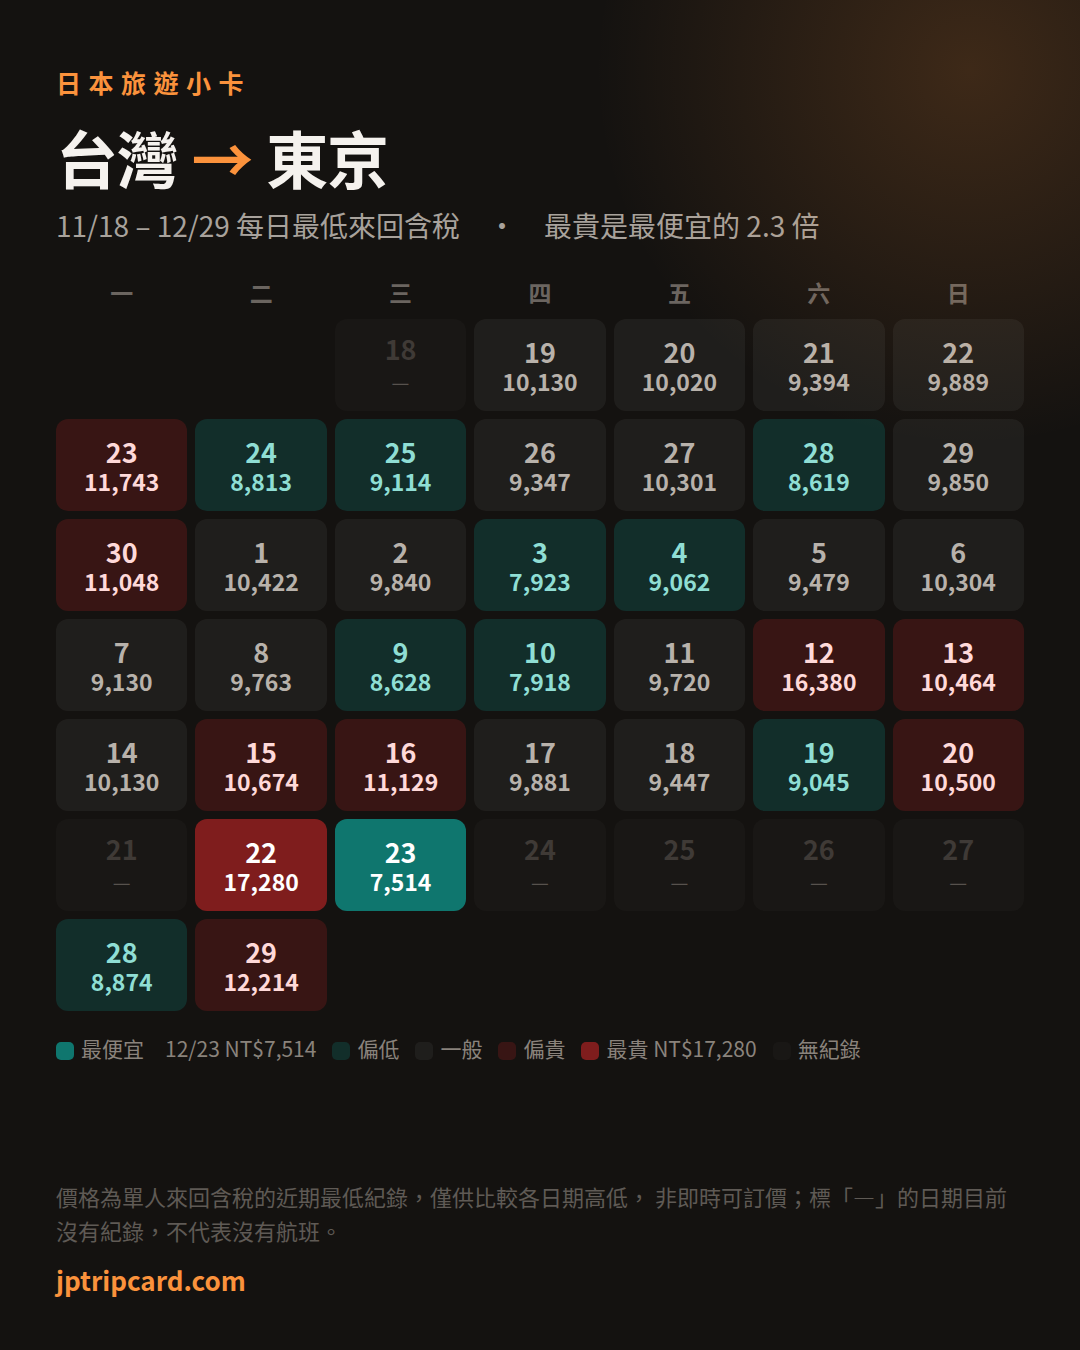 日本旅遊小卡
台灣 → 東京
11/18 – 12/29 每日最低來回含稅 ・ 最貴是最便宜的 2.3 倍
一 二 三 四 五 六 日
18 19 20 21 22
— 10,130 10,020 9,394 9,889
23 24 25 26 27 28 29
11,743 8,813 9,114 9,347 10,301 8,619 9,850
30 1 2 3 4 5 6
11,048 10,422 9,840 7,923 9,062 9,479 10,304
7 8 9 10 11 12 13
9,130 9,763 8,628 7,918 9,720 16,380 10,464
14 15 16 17 18 19 20
10,130 10,674 11,129 9,881 9,447 9,045 10,500
21 22 23 24 25 26 27
— 17,280 7,514 — — — —
28 29
8,874 12,214
最便宜 12/23 NT$7,514 偏低 一般 偏貴 最貴 NT$17,280 無紀錄
價格為單人來回含稅的近期最低紀錄，僅供比較各日期高低， 非即時可訂價；標「—」的日期目前
沒有紀錄，不代表沒有航班。
jptripcard.com